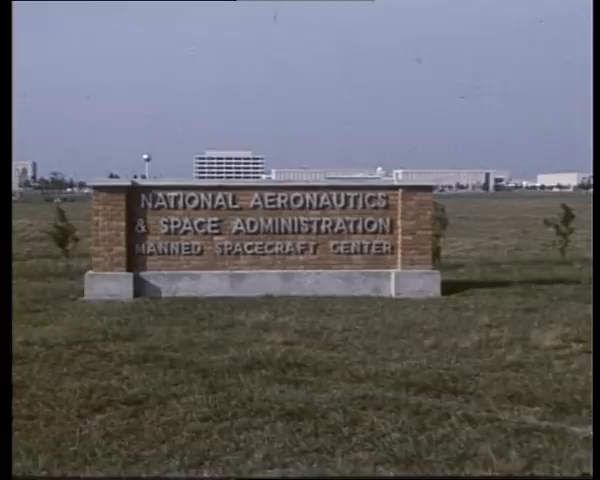 NATIONAL AERONAUTICS
& SPACE ADMINISTRATION
MANNED SPACECRAFT CENTER